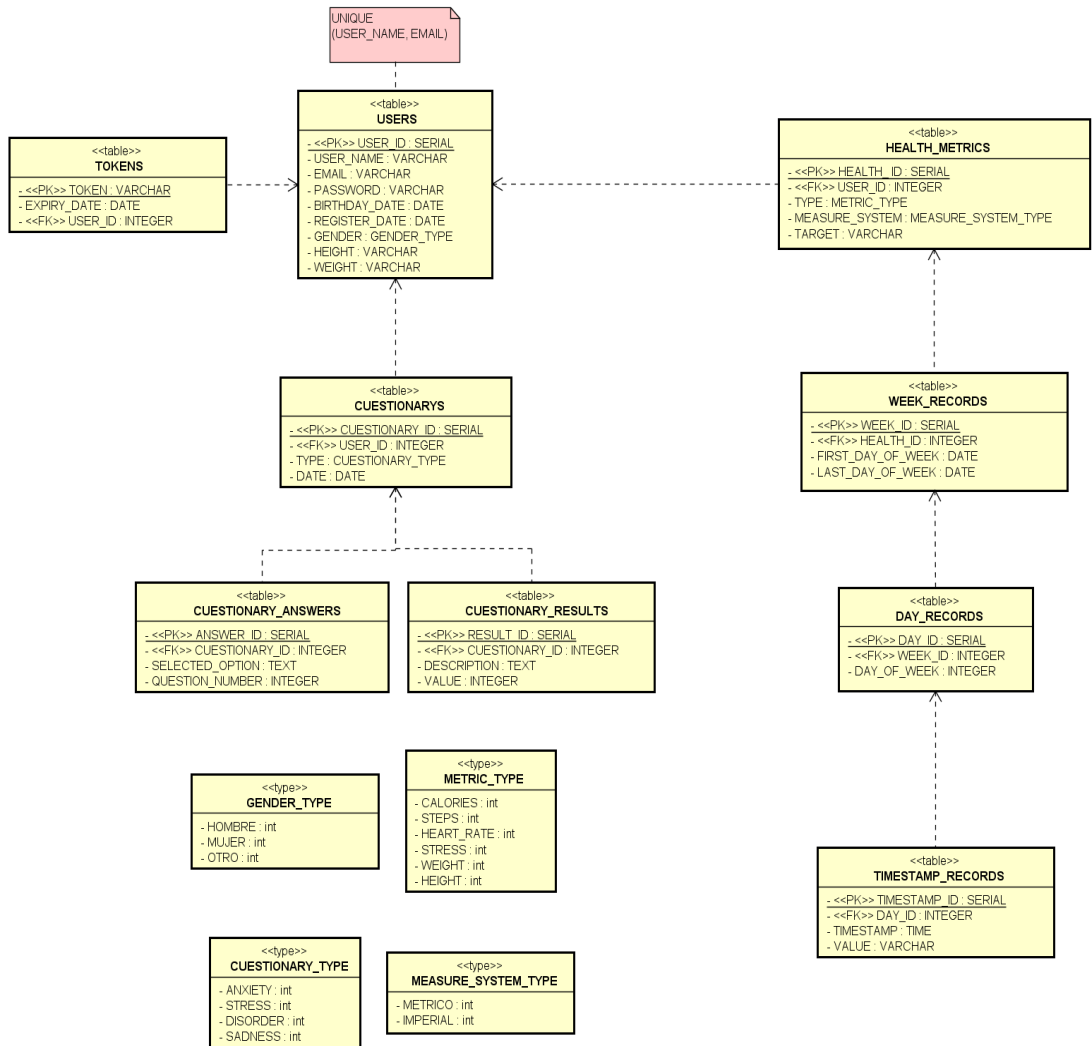 UNIQUE
(USER_NAME, EMAIL)
<<table>>
USERS
- <<PK>> USER_ID : SERIAL
- USER_NAME : VARCHAR
- EMAIL : VARCHAR
- PASSWORD : VARCHAR
- BIRTHDAY_DATE : DATE
- REGISTER_DATE : DATE
- GENDER : GENDER_TYPE
- HEIGHT : VARCHAR
- WEIGHT : VARCHAR
<<table>>
TOKENS
- <<PK>> TOKEN : VARCHAR
- EXPIRY_DATE : DATE
- <<FK>> USER_ID : INTEGER
<<table>>
HEALTH_METRICS
- <<PK>> HEALTH_ID : SERIAL
- <<FK>> USER_ID : INTEGER
- TYPE : METRIC_TYPE
- MEASURE_SYSTEM : MEASURE_SYSTEM_TYPE
- TARGET : VARCHAR
<<table>>
CUESTIONARYS
- <<PK>> CUESTIONARY_ID : SERIAL
- <<FK>> USER_ID : INTEGER
- TYPE : CUESTIONARY_TYPE
- DATE : DATE
<<table>>
WEEK_RECORDS
- <<PK>> WEEK_ID : SERIAL
- <<FK>> HEALTH_ID : INTEGER
- FIRST_DAY_OF_WEEK : DATE
- LAST_DAY_OF_WEEK : DATE
<<table>>
CUESTIONARY_ANSWERS
- <<PK>> ANSWER_ID : SERIAL
- <<FK>> CUESTIONARY_ID : INTEGER
- SELECTED_OPTION : TEXT
- QUESTION_NUMBER : INTEGER
<<table>>
CUESTIONARY_RESULTS
- <<PK>> RESULT_ID : SERIAL
- <<FK>> CUESTIONARY_ID : INTEGER
- DESCRIPTION : TEXT
- VALUE : INTEGER
<<table>>
DAY_RECORDS
- <<PK>> DAY_ID : SERIAL
- <<FK>> WEEK_ID : INTEGER
- DAY_OF_WEEK : INTEGER
<<type>>
GENDER_TYPE
- HOMBRE : int
- MUJER : int
- OTRO : int
<<type>>
METRIC_TYPE
- CALORIES : int
- STEPS : int
- HEART_RATE : int
- STRESS : int
- WEIGHT : int
- HEIGHT : int
<<table>>
TIMESTAMP_RECORDS
- <<PK>> TIMESTAMP_ID : SERIAL
- <<FK>> DAY_ID : INTEGER
- TIMESTAMP : TIME
- VALUE : VARCHAR
<<type>>
CUESTIONARY_TYPE
- ANXIETY : int
- STRESS : int
- DISORDER : int
- SADNESS : int
<<type>>
MEASURE_SYSTEM_TYPE
- METRICO : int
- IMPERIAL : int